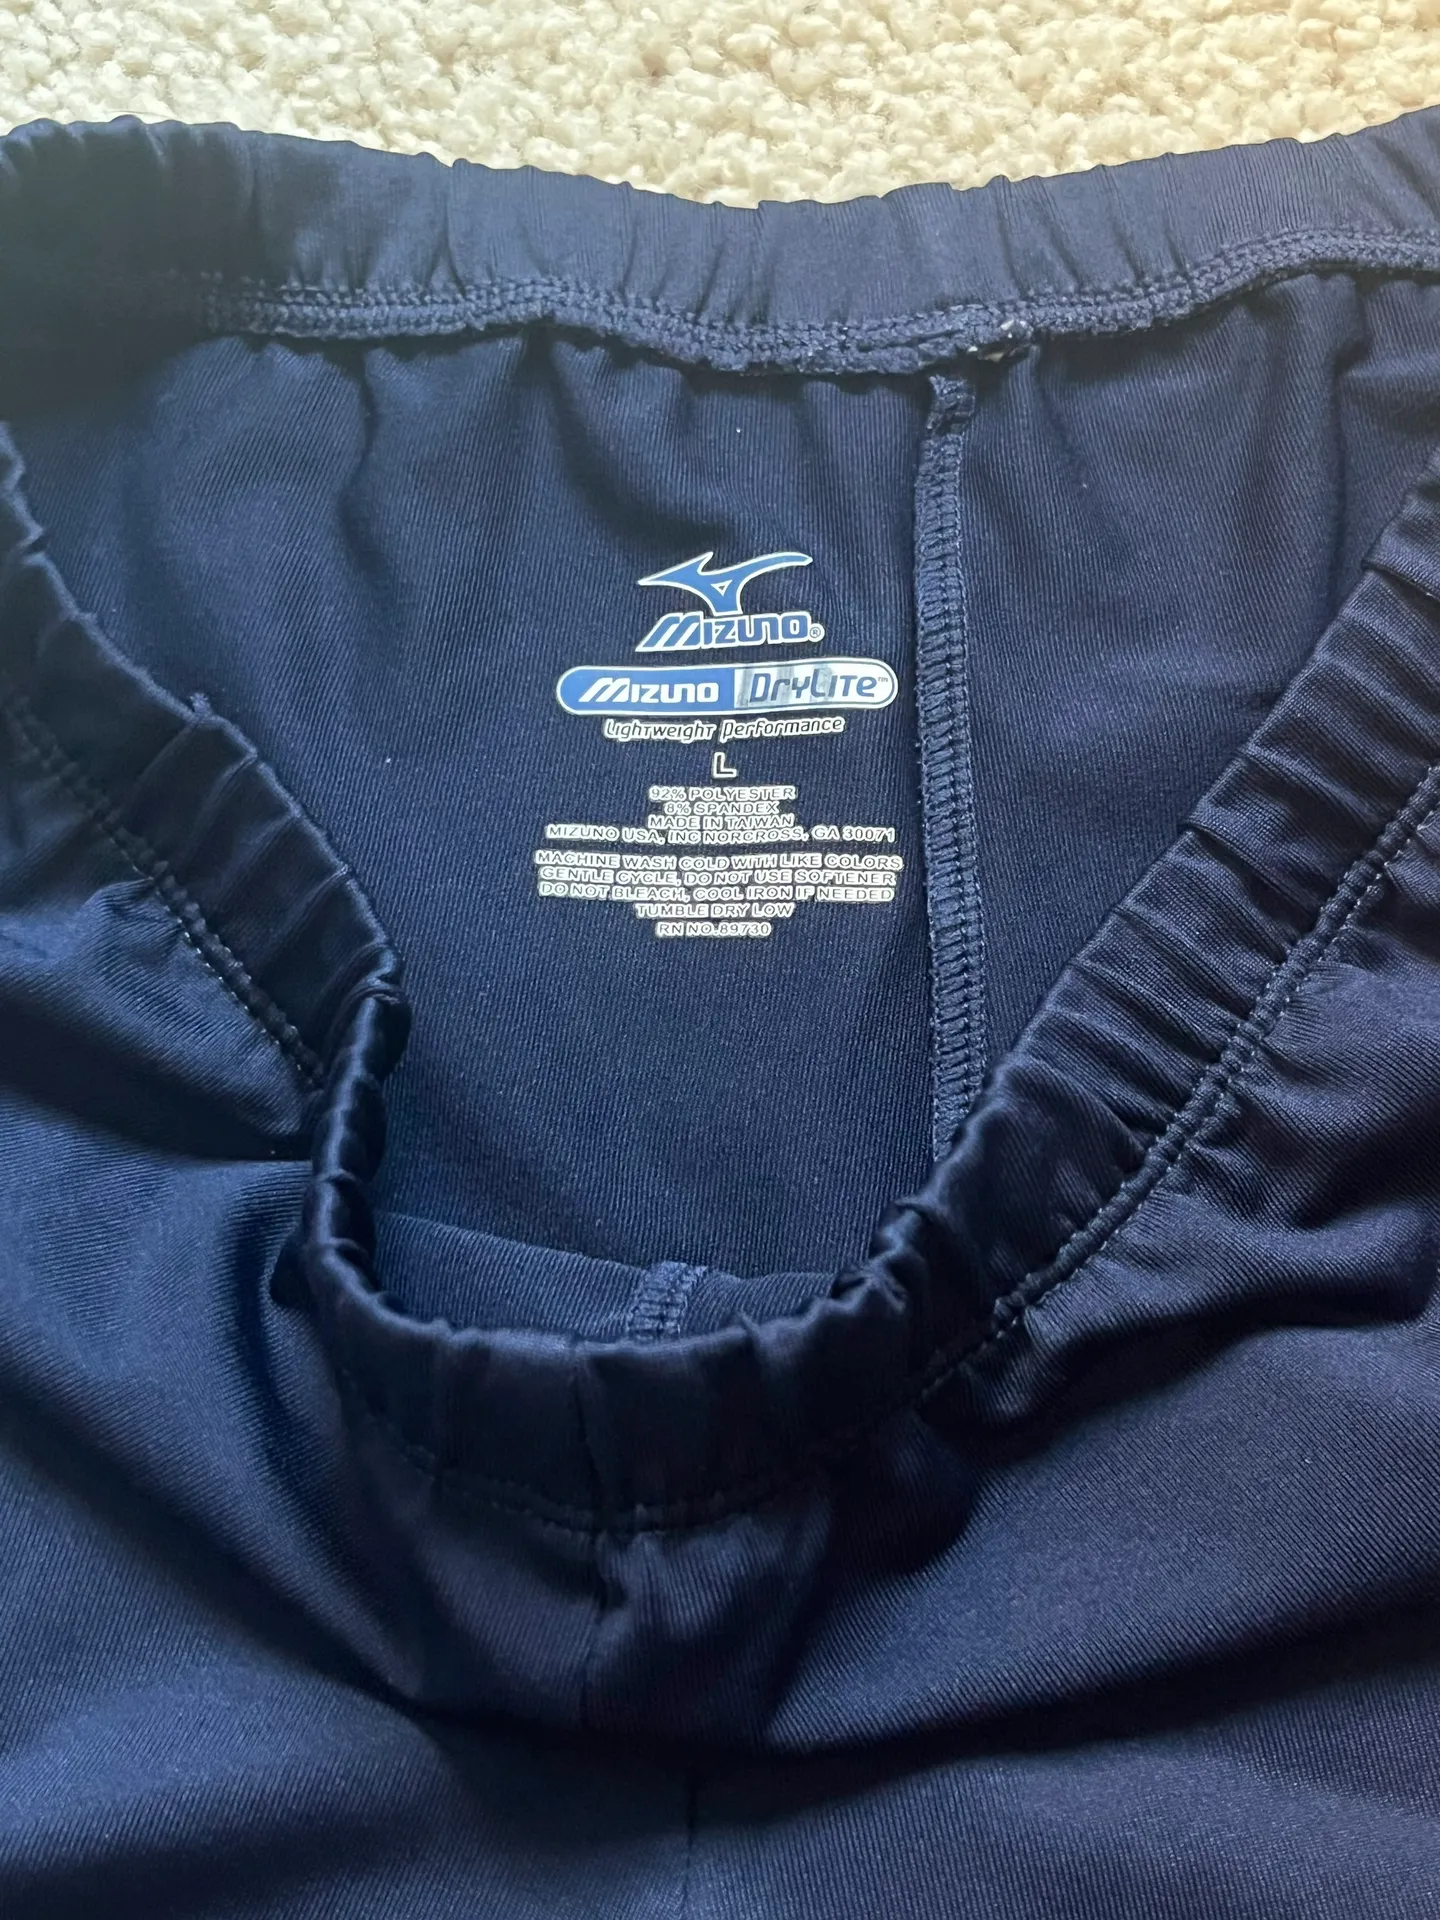 MIZUNO®
MIZUNO DryLite™
Lightweight Performance
L
92% POLYESTER
8% SPANDEX
MADE IN TAIWAN
MIZUNO USA, INC NORCROSS, GA 30071
MACHINE WASH COLD WITH LIKE COLORS
GENTLE CYCLE, DO NOT USE SOFTENER
DO NOT BLEACH, COOL IRON IF NEEDED
TUMBLE DRY LOW
RN NO.89730